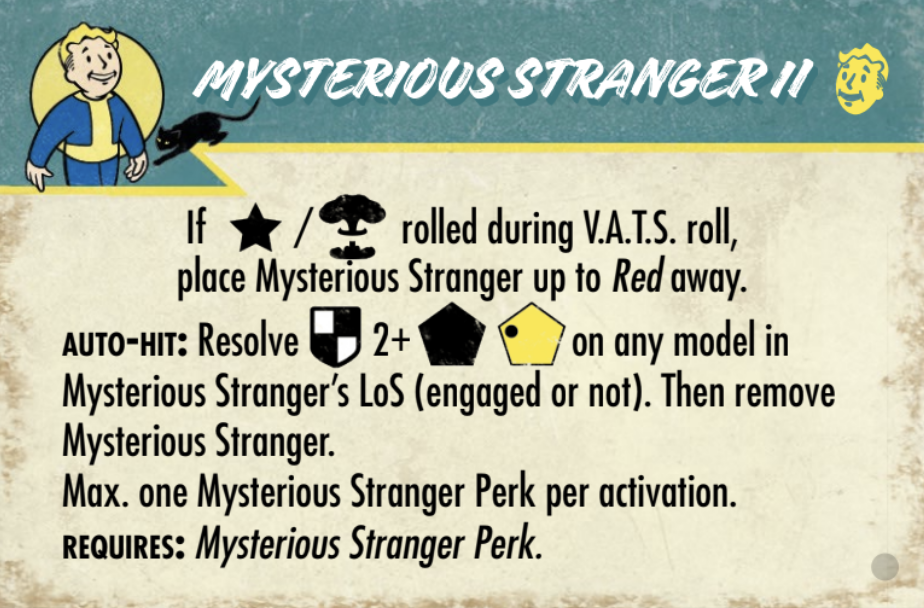 MYSTERIOUS STRANGER II
If ★ / rolled during V.A.T.S. roll,
place Mysterious Stranger up to Red away.
AUTO-HIT: Resolve 2+ on any model in
Mysterious Stranger's LoS (engaged or not). Then remove
Mysterious Stranger.
Max. one Mysterious Stranger Perk per activation.
REQUIRES: Mysterious Stranger Perk.